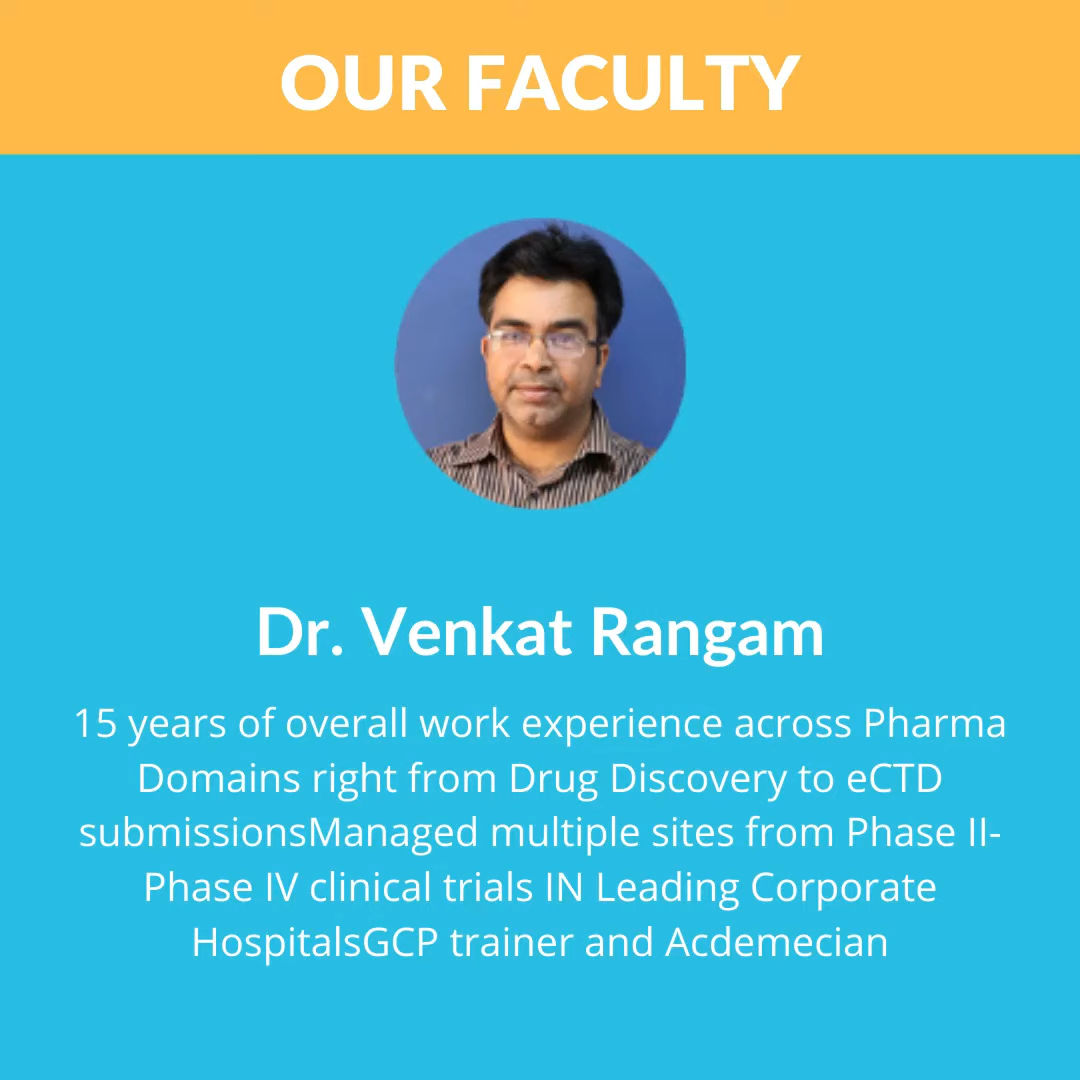 OUR FACULTY
Dr. Venkat Rangam
15 years of overall work experience across Pharma
Domains right from Drug Discovery to eCTD
submissionsManaged multiple sites from Phase II-
Phase IV clinical trials IN Leading Corporate
HospitalsGCP trainer and Acdemecian